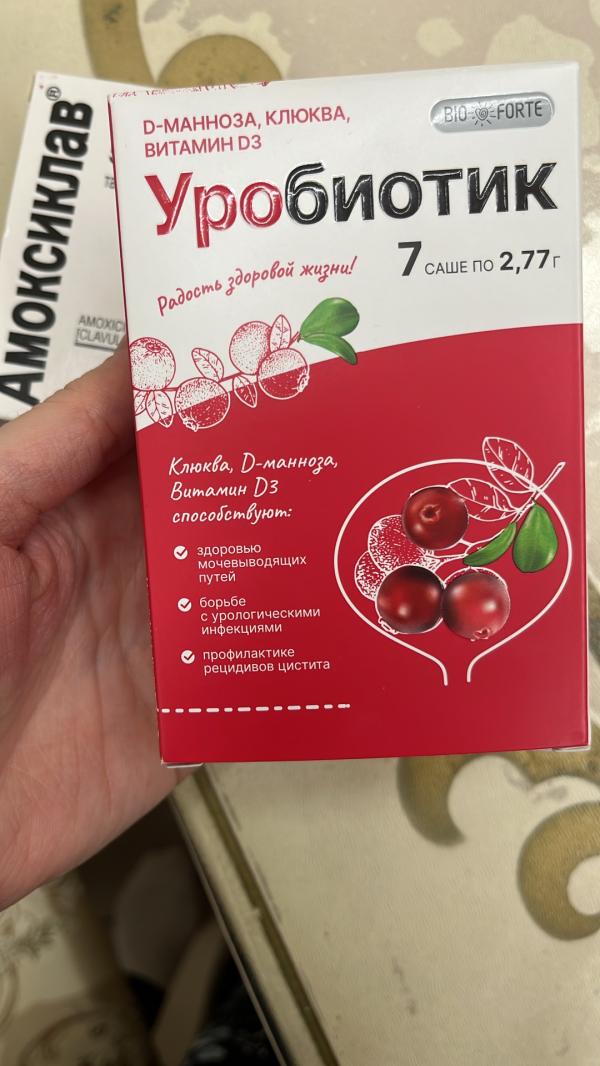 D-МАННОЗА, КЛЮКВА,
ВИТАМИН D3
BIO FORTE
Уробиотик
7 САШЕ ПО 2,77 г
Радость здоровой жизни!
Клюква, D-манноза,
Витамин D3
способствуют:
здоровью
мочевыводящих
путей
борьбе
с урологическими
инфекциями
профилактике
рецидивов цистита
АМОКСИКЛАВ®